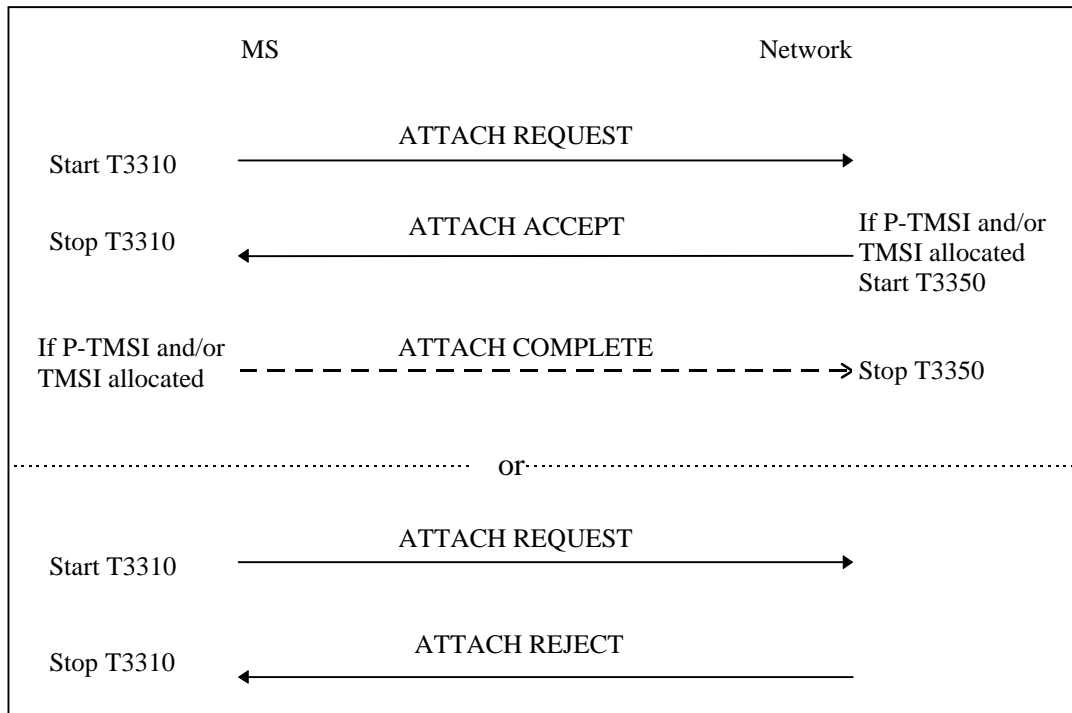 MS Network
ATTACH REQUEST
Start T3310
ATTACH ACCEPT
Stop T3310
If P-TMSI and/or
TMSI allocated
Start T3350
If P-TMSI and/or
TMSI allocated
ATTACH COMPLETE
Stop T3350
or
ATTACH REQUEST
Start T3310
ATTACH REJECT
Stop T3310